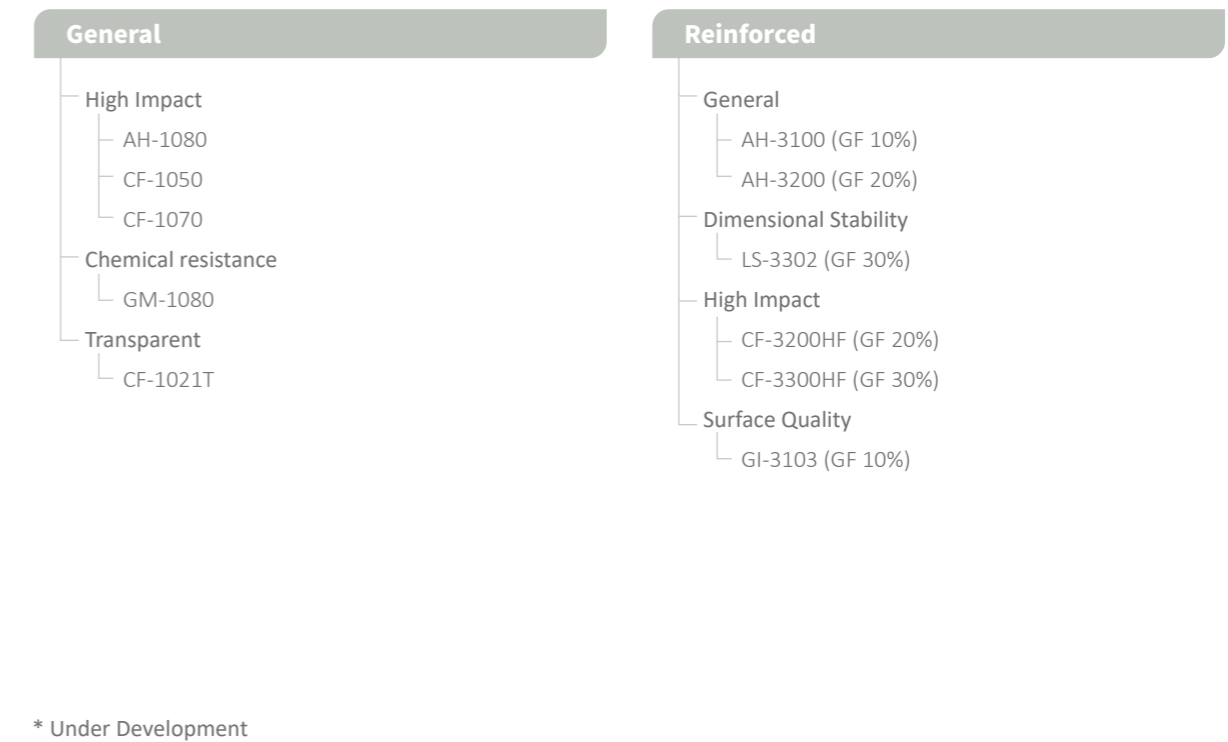 General
High Impact
AH-1080
CF-1050
CF-1070
Chemical resistance
GM-1080
Transparent
CF-1021T
Reinforced
General
AH-3100 (GF 10%)
AH-3200 (GF 20%)
Dimensional Stability
LS-3302 (GF 30%)
High Impact
CF-3200HF (GF 20%)
CF-3300HF (GF 30%)
Surface Quality
GI-3103 (GF 10%)
* Under Development